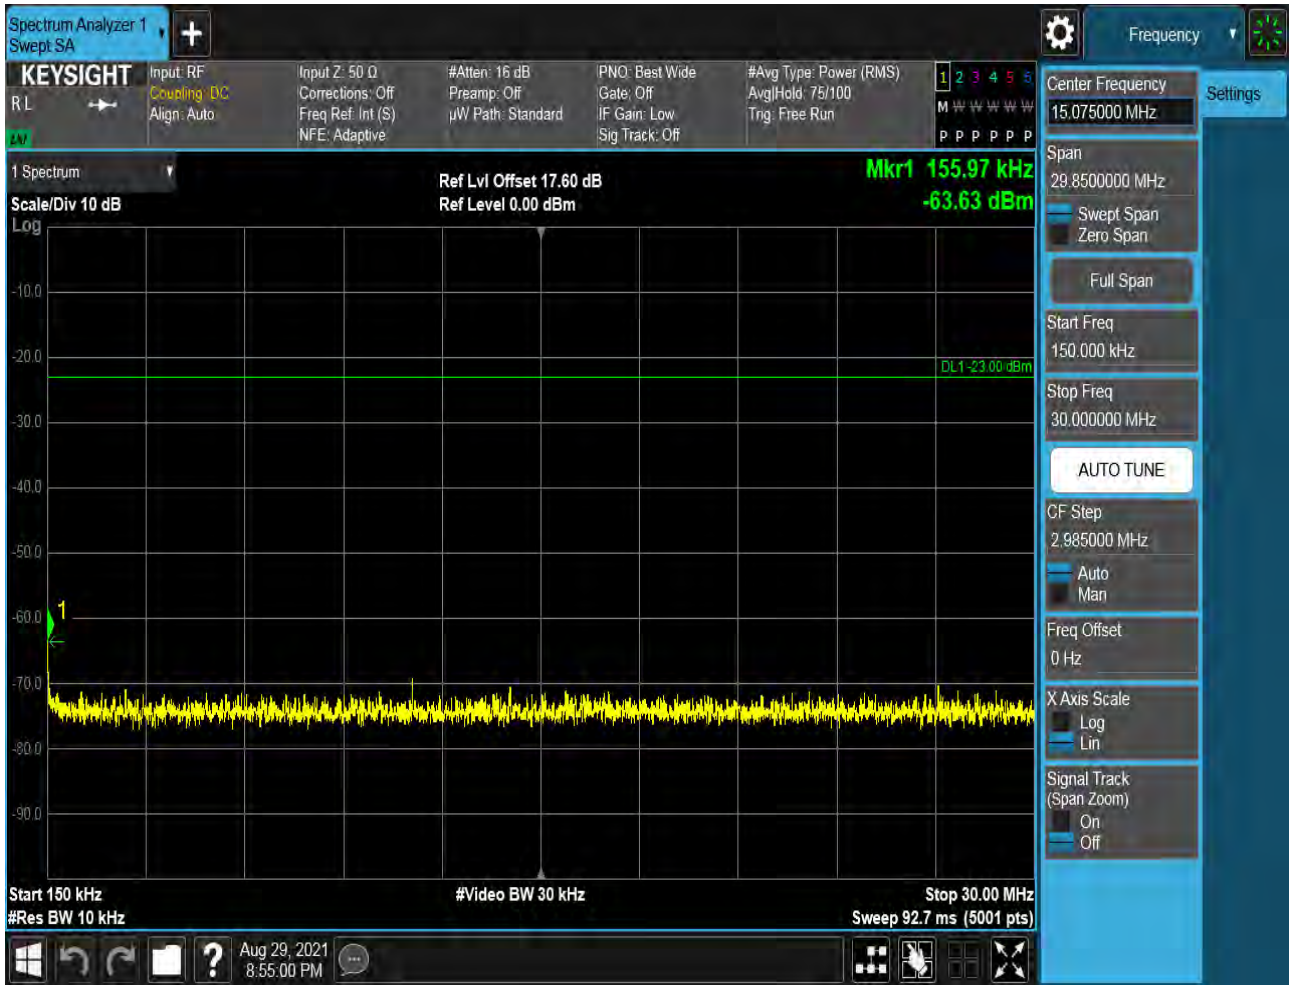 Spectrum Analyzer 1
Swept SA
Frequency
KEYSIGHT
R L
LXI
Input: RF
Coupling: DC
Align: Auto
Input Z: 50 Ω
Corrections: Off
Freq Ref: Int (S)
NFE: Adaptive
#Atten: 16 dB
Preamp: Off
µW Path: Standard
PNO: Best Wide
Gate: Off
IF Gain: Low
Sig Track: Off
#Avg Type: Power (RMS)
Avg|Hold: 75/100
Trig: Free Run
1 2 3 4 5 6
M W W W W W
P P P P P P
1 Spectrum
Scale/Div 10 dB
Log
Ref Lvl Offset 17.60 dB
Ref Level 0.00 dBm
Mkr1 155.97 kHz
-63.63 dBm
-10.0
-20.0
DL1 -23.00 dBm
-30.0
-40.0
-50.0
-60.0
1
-70.0
-80.0
-90.0
Start 150 kHz
#Res BW 10 kHz
#Video BW 30 kHz
Stop 30.00 MHz
Sweep 92.7 ms (5001 pts)
?
Aug 29, 2021
8:55:00 PM
Center Frequency
15.075000 MHz
Settings
Span
29.8500000 MHz
Swept Span
Zero Span
Full Span
Start Freq
150.000 kHz
Stop Freq
30.000000 MHz
AUTO TUNE
CF Step
2.985000 MHz
Auto
Man
Freq Offset
0 Hz
X Axis Scale
Log
Lin
Signal Track
(Span Zoom)
On
Off